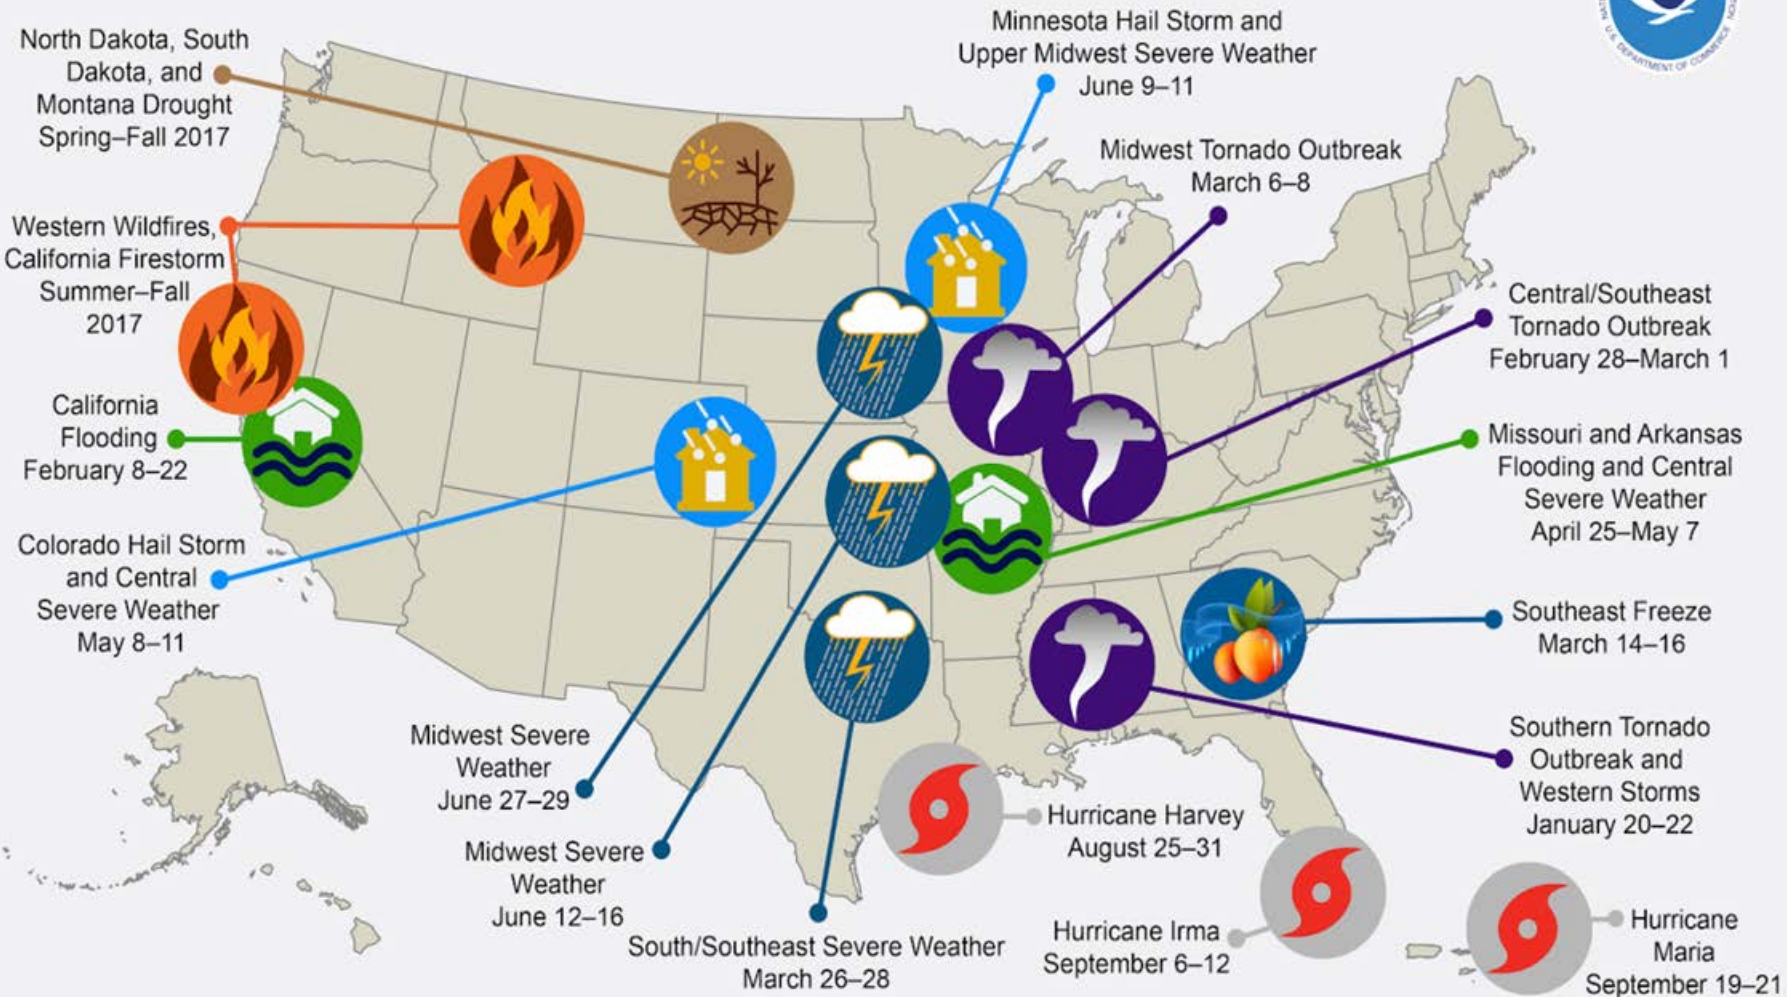 North Dakota, South
Dakota, and
Montana Drought
Spring–Fall 2017
Western Wildfires,
California Firestorm
Summer–Fall
2017
California
Flooding
February 8–22
Colorado Hail Storm
and Central
Severe Weather
May 8–11
Midwest Severe
Weather
June 27–29
Midwest Severe
Weather
June 12–16
South/Southeast Severe Weather
March 26–28
Minnesota Hail Storm and
Upper Midwest Severe Weather
June 9–11
Midwest Tornado Outbreak
March 6–8
Central/Southeast
Tornado Outbreak
February 28–March 1
Missouri and Arkansas
Flooding and Central
Severe Weather
April 25–May 7
Southeast Freeze
March 14–16
Southern Tornado
Outbreak and
Western Storms
January 20–22
Hurricane Harvey
August 25–31
Hurricane Irma
September 6–12
Hurricane
Maria
September 19–21
U.S. DEPARTMENT OF COMMERCE